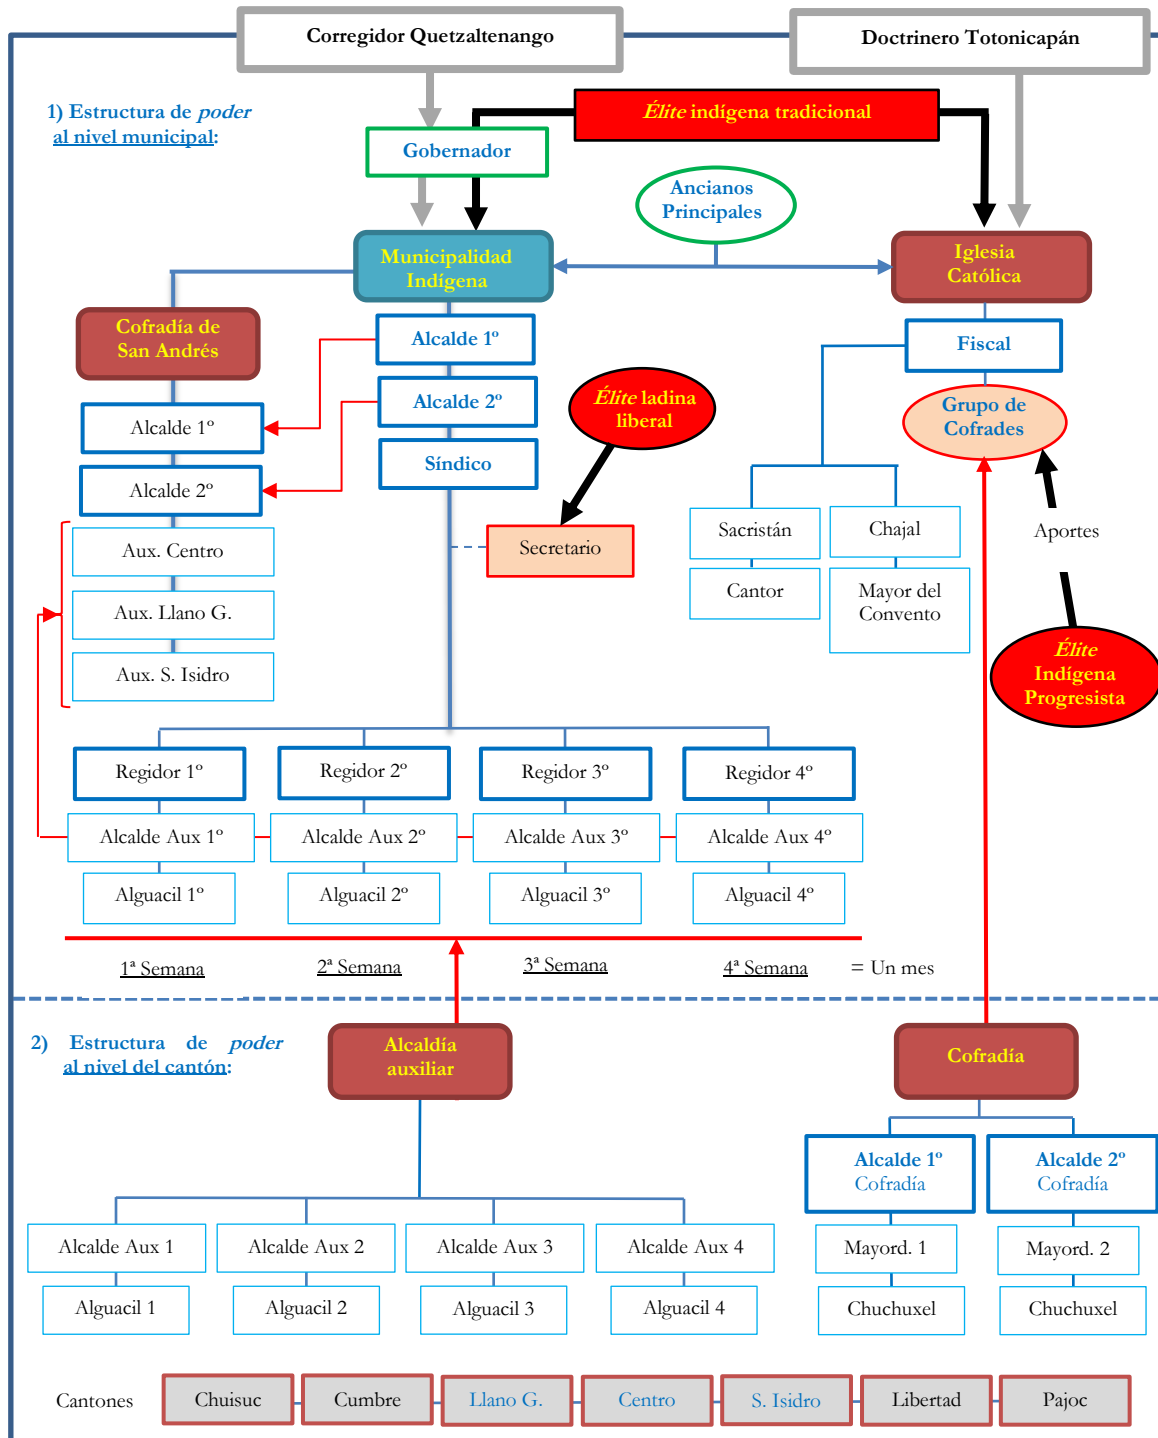 Corregidor Quetzaltenango
Doctrinero Totonicapán
1) Estructura de poder
al nivel municipal:
Élite indígena tradicional
Gobernador
Ancianos
Principales
Municipalidad
Indígena
Iglesia
Católica
Cofradía de
San Andrés
Alcalde 1º
Fiscal
Alcalde 2º
Élite ladina
liberal
Grupo de
Cofrades
Alcalde 1º
Síndico
Alcalde 2º
Sacristán
Chajal
Aportes
Secretario
Aux. Centro
Cantor
Mayor del
Convento
Aux. Llano G.
Aux. S. Isidro
Élite
Indígena
Progresista
Regidor 1º
Regidor 2º
Regidor 3º
Regidor 4º
Alcalde Aux 1º
Alcalde Aux 2º
Alcalde Aux 3º
Alcalde Aux 4º
Alguacil 1º
Alguacil 2º
Alguacil 3º
Alguacil 4º
1ª Semana
2ª Semana
3ª Semana
4ª Semana
= Un mes
2) Estructura de poder
al nivel del cantón:
Alcaldía
auxiliar
Cofradía
Alcalde 1º
Cofradía
Alcalde 2º
Cofradía
Alcalde Aux 1
Alcalde Aux 2
Alcalde Aux 3
Alcalde Aux 4
Mayord. 1
Mayord. 2
Alguacil 1
Alguacil 2
Alguacil 3
Alguacil 4
Chuchuxel
Chuchuxel
Cantones
Chuisuc
Cumbre
Llano G.
Centro
S. Isidro
Libertad
Pajoc